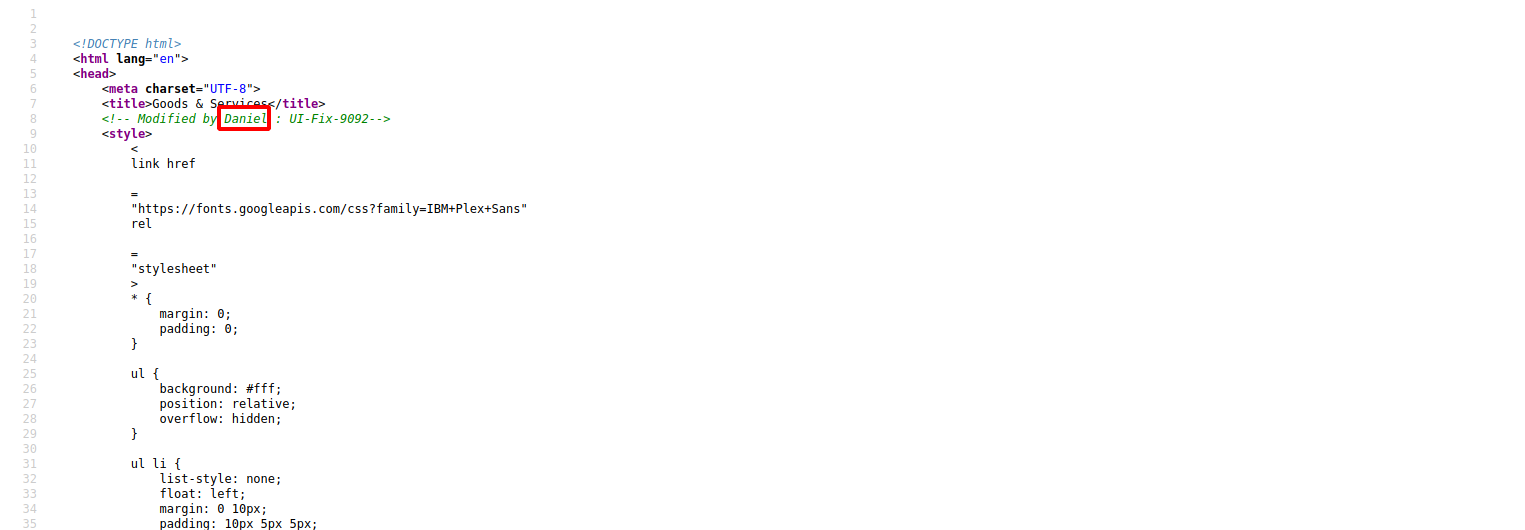 1
2
3 <!DOCTYPE html>
4 <html lang="en">
5 <head>
6 <meta charset="UTF-8">
7 <title>Goods & Services</title>
8 <!-- Modified by Daniel : UI-Fix-9092-->
9 <style>
10 <
11 link href
12
13 =
14 "https://fonts.googleapis.com/css?family=IBM+Plex+Sans"
15 rel
16
17 =
18 "stylesheet"
19 >
20 * {
21 margin: 0;
22 padding: 0;
23 }
24
25 ul {
26 background: #fff;
27 position: relative;
28 overflow: hidden;
29 }
30
31 ul li {
32 list-style: none;
33 float: left;
34 margin: 0 10px;
35 padding: 10px 5px 5px;